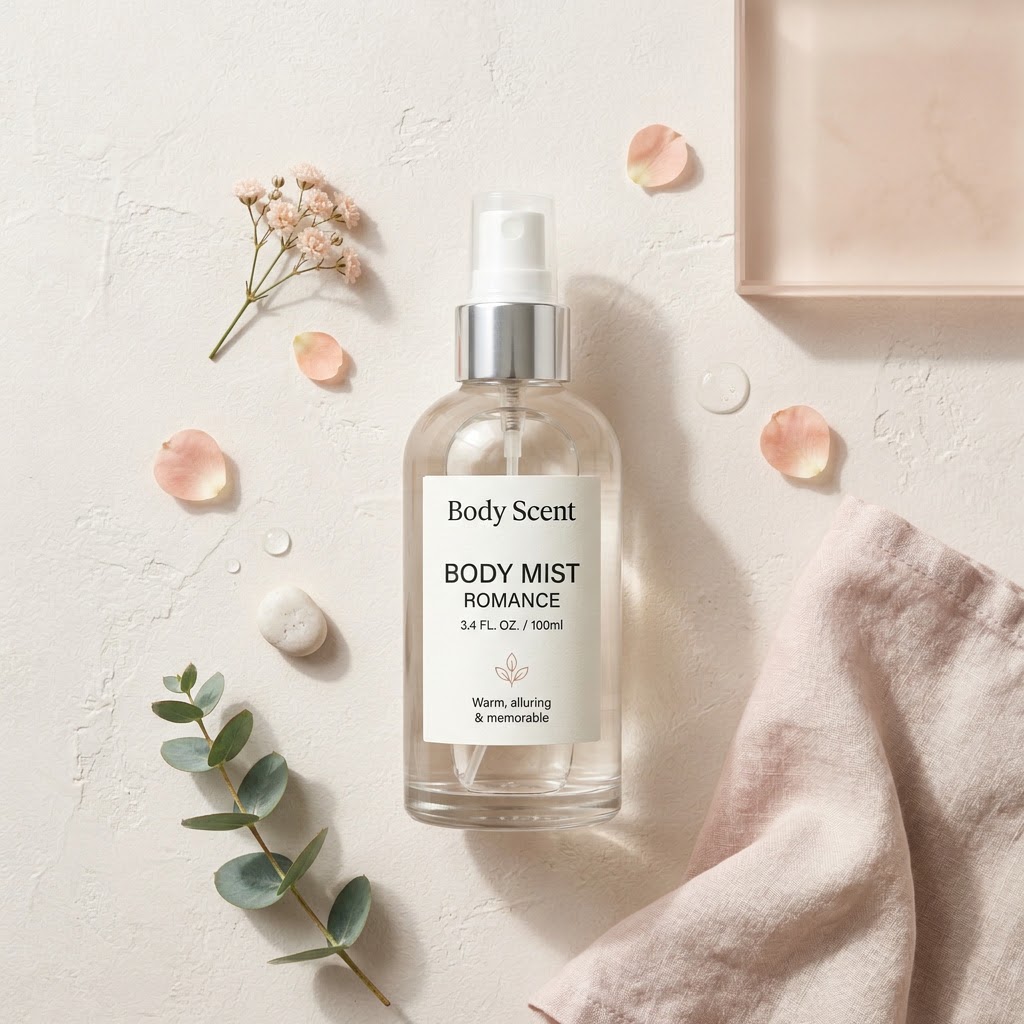 Body Scent
BODY MIST
ROMANCE
3.4 FL. OZ. / 100ml
Warm, alluring
& memorable